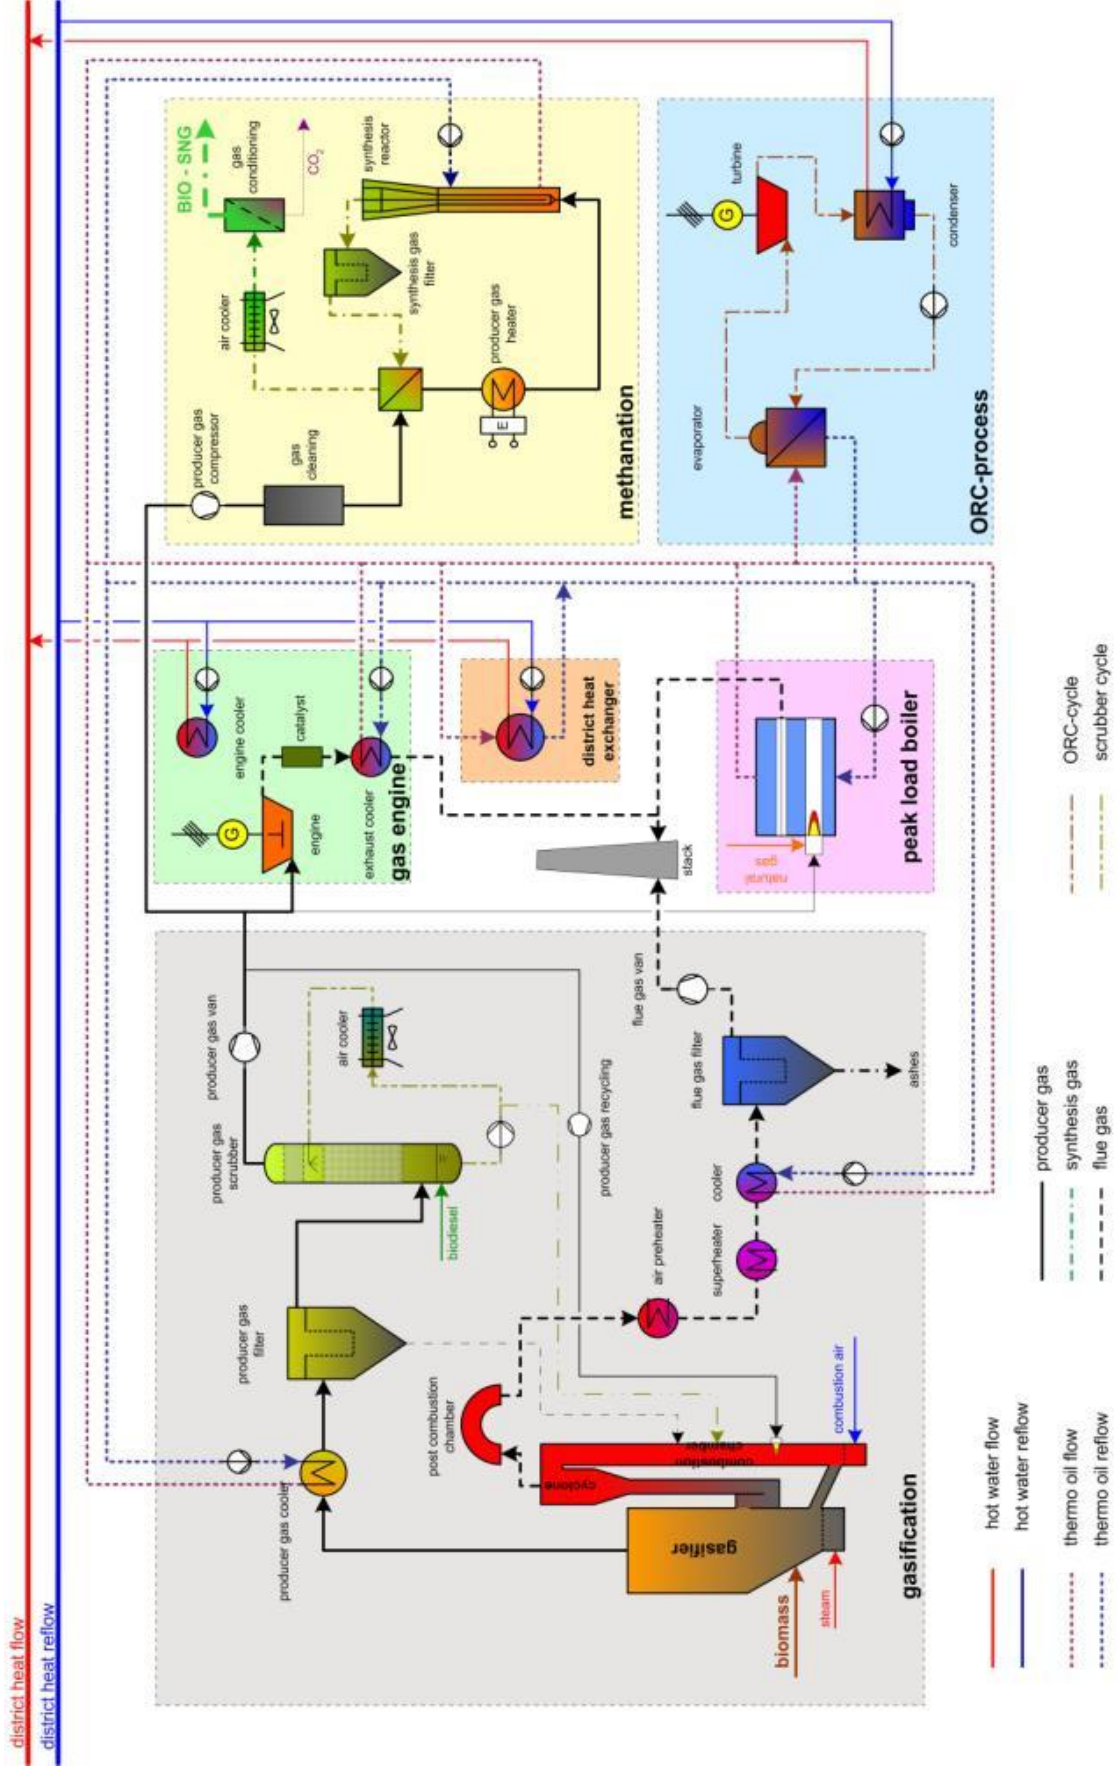 district heat flow
district heat reflow
BIO - SNG
gas
conditioning
CO2
synthesis
reactor
air cooler
synthesis gas
filter
producer gas
compressor
gas
cleaning
producer gas
heater
E
methanation
turbine
G
condenser
evaporator
ORC-process
engine cooler
catalyst
G
engine
exhaust cooler
gas engine
district heat
exchanger
stack
natural
gas
peak load boiler
producer gas van
air cooler
producer gas
scrubber
biodiesel
producer gas recycling
flue gas van
flue gas filter
ashes
cooler
superheater
air preheater
producer gas
filter
post combustion
chamber
producer gas cooler
cyclone
combustion
chamber
combustion air
gasifier
biomass
steam
gasification
hot water flow
hot water reflow
thermo oil flow
thermo oil reflow
producer gas
synthesis gas
flue gas
ORC-cycle
scrubber cycle